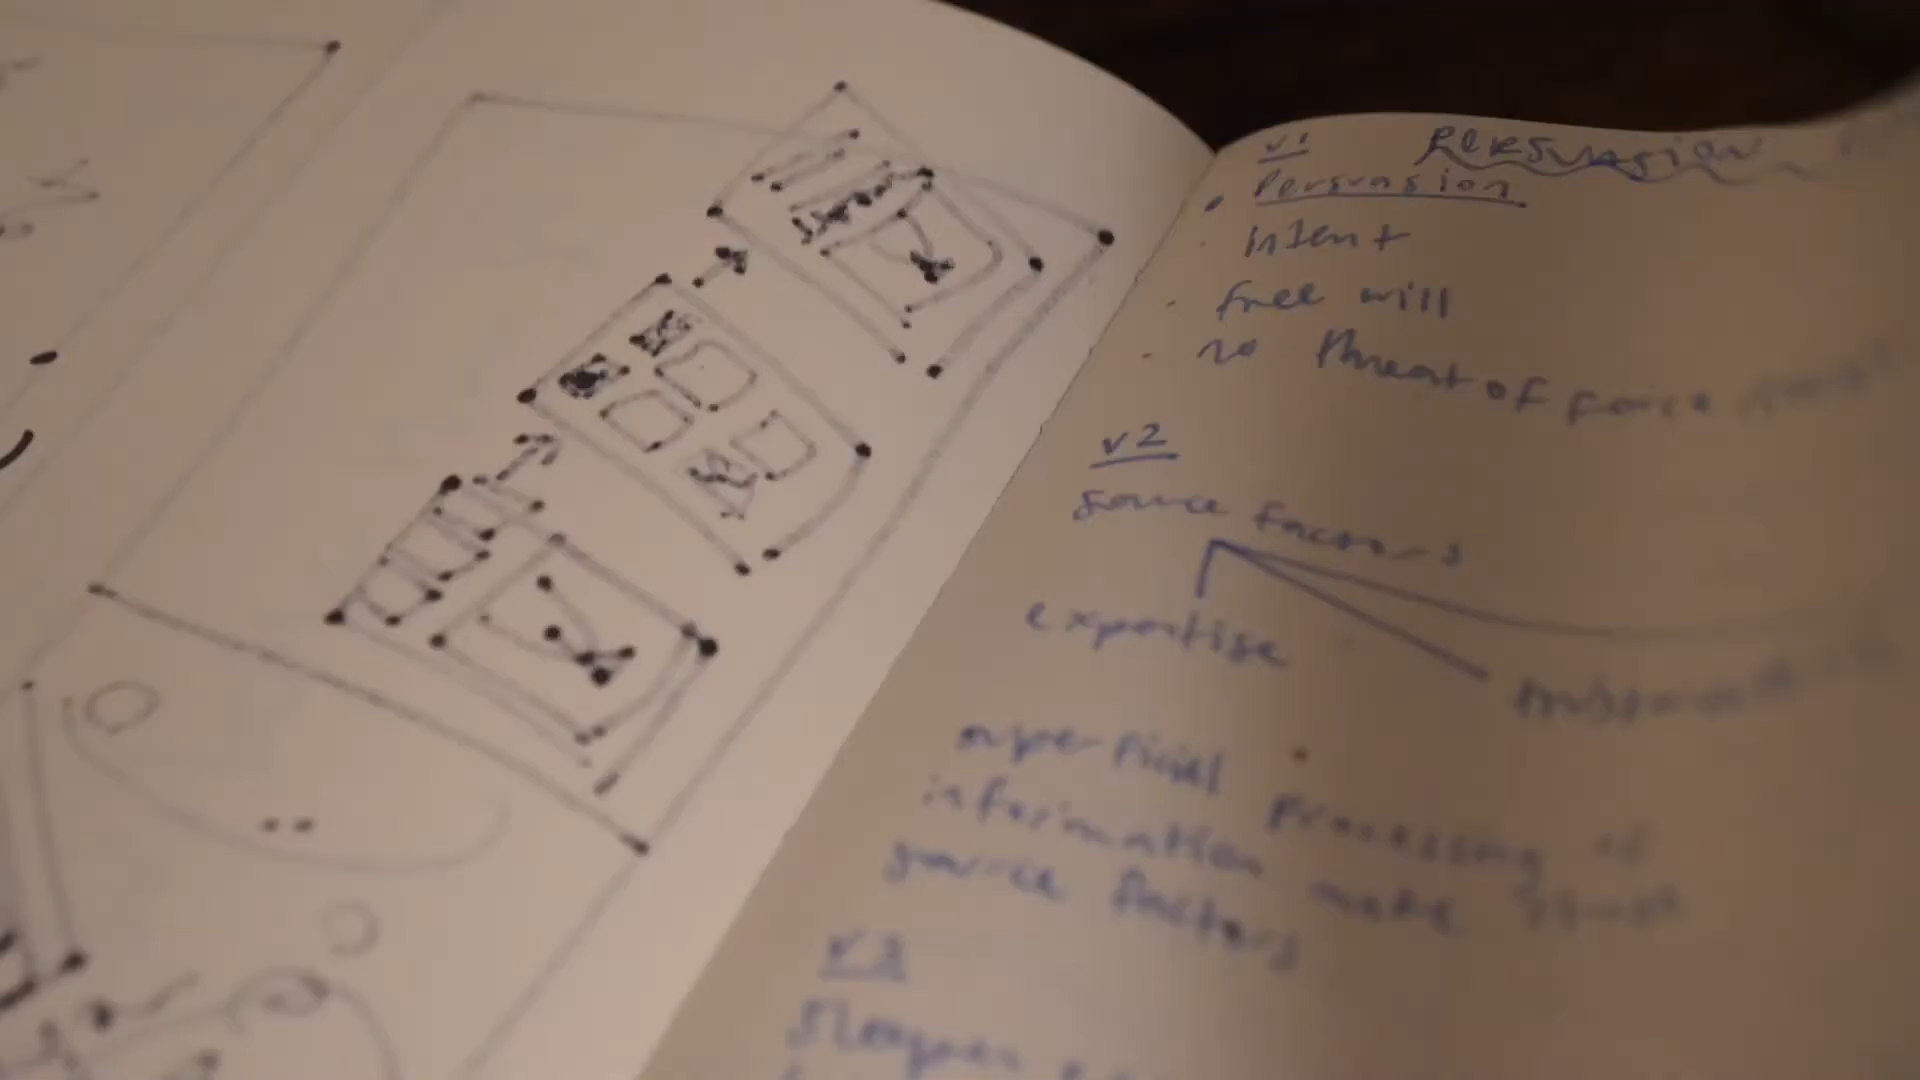 v1 Persuasion
Persuasion
intent
free will
no threat of force
v2
source factors
expertise
superficial processing of
information make
source factors
v3
Sleeper